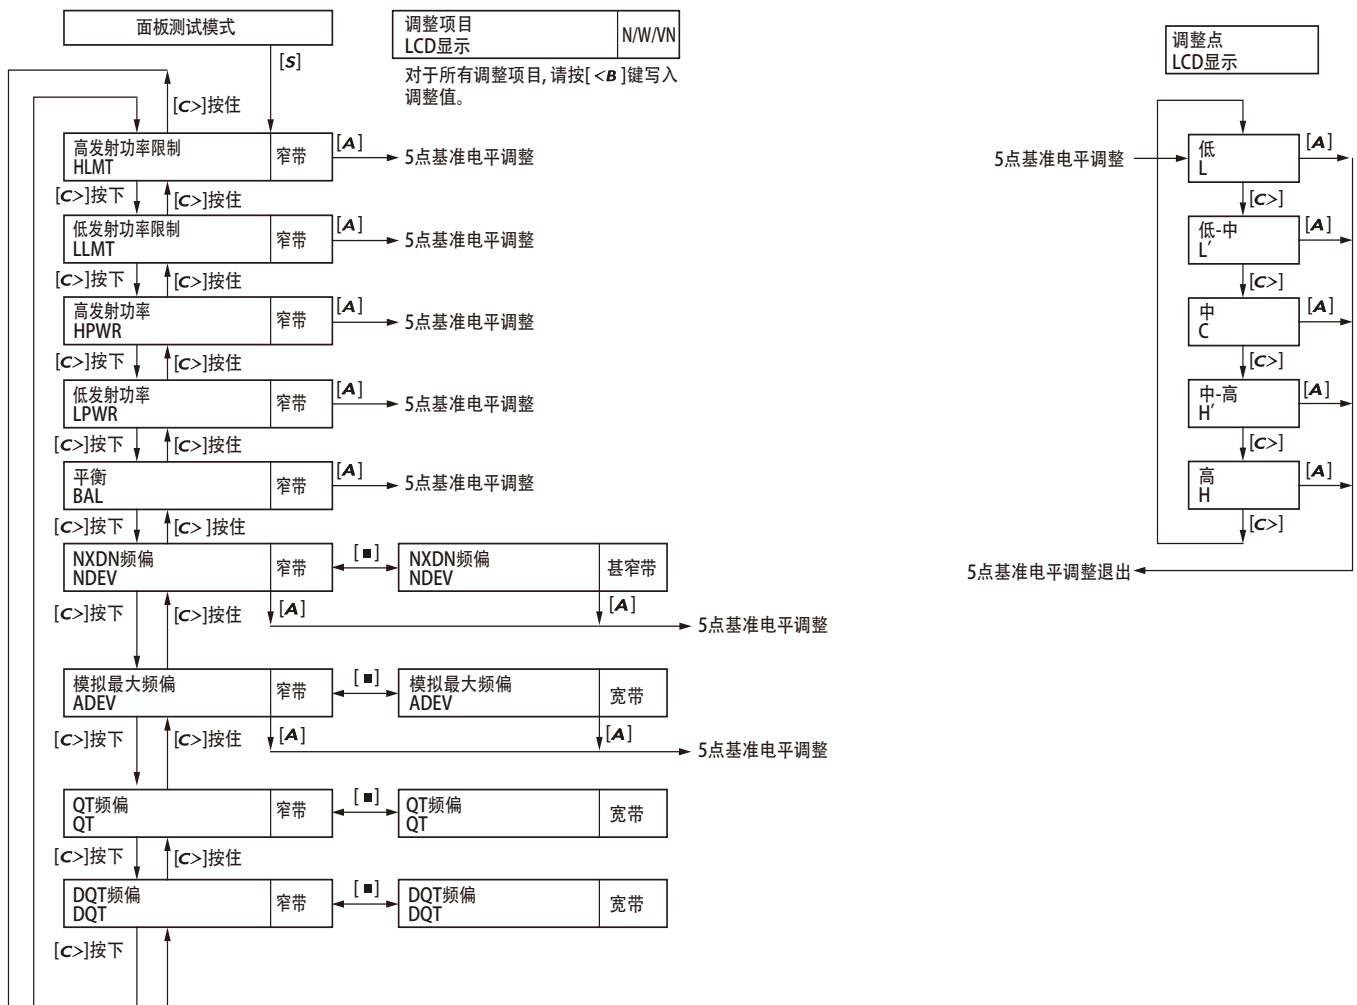 面板测试模式
[S]
调整项目
LCD显示
N/W/VN
对于所有调整项目, 请按[ <B ]键写入
调整值。
调整点
LCD显示
[C>]按住
高发射功率限制
HLMT
窄带
[A]
5点基准电平调整
[C>]按下
[C>]按住
低发射功率限制
LLMT
窄带
[A]
5点基准电平调整
[C>]按下
[C>]按住
高发射功率
HPWR
窄带
[A]
5点基准电平调整
[C>]按下
[C>]按住
低发射功率
LPWR
窄带
[A]
5点基准电平调整
[C>]按下
[C>]按住
平衡
BAL
窄带
[A]
5点基准电平调整
[C>]按下
[C> ]按住
NXDN频偏
NDEV
窄带
[■]
NXDN频偏
NDEV
甚窄带
[C>]按下
[C>]按住
[A]
[A]
5点基准电平调整
模拟最大频偏
ADEV
窄带
[■]
模拟最大频偏
ADEV
宽带
[C>]按下
[C>]按住
[A]
[A]
5点基准电平调整
QT频偏
QT
窄带
[■]
QT频偏
QT
宽带
[C>]按下
[C>]按住
DQT频偏
DQT
窄带
[■]
DQT频偏
DQT
宽带
[C>]按下
5点基准电平调整
低
L
[A]
[C>]
低-中
L′
[A]
[C>]
中
C
[A]
[C>]
中-高
H′
[A]
[C>]
高
H
[A]
[C>]
5点基准电平调整退出